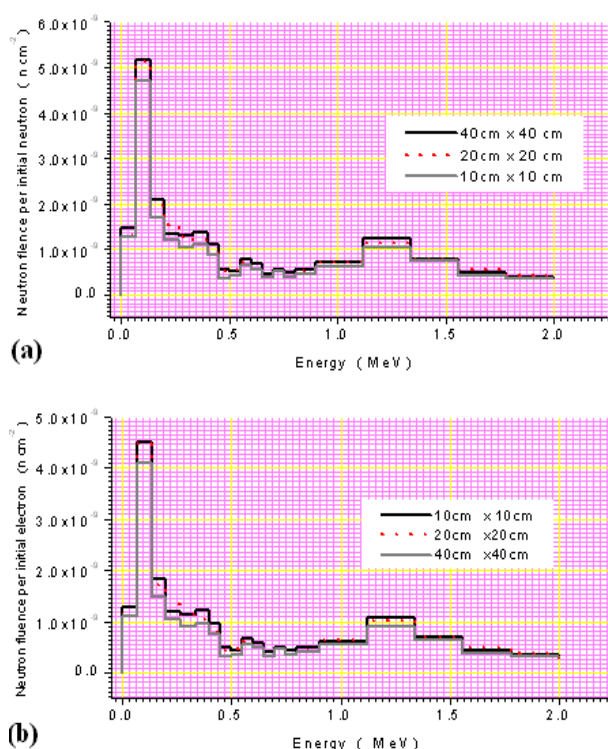 6.0x10⁻⁹
5.0x10⁻⁹
4.0x10⁻⁹
3.0x10⁻⁹
2.0x10⁻⁹
1.0x10⁻⁹
0.0
Neutron flence per initial neutron ( n cm⁻²)
40cm x 40 cm
20cm x 20 cm
10cm x 10 cm
0.0 0.5 1.0 1.5 2.0
Energy ( MeV )
(a)
5.0x10⁻⁹
4.0x10⁻⁹
3.0x10⁻⁹
2.0x10⁻⁹
1.0x10⁻⁹
0.0
Neutron fluence per initial electron (n cm⁻²)
10cm x 10cm
20cm x20cm
40cm x40cm
0.0 0.5 1.0 1.5 2.0
Energy ( MeV )
(b)